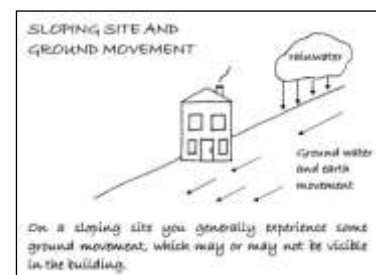 SLOPING SITE AND
GROUND MOVEMENT
rainwater
Ground water
and earth
movement
On a sloping site you generally experience some
ground movement, which may or may not be visible
in the building.